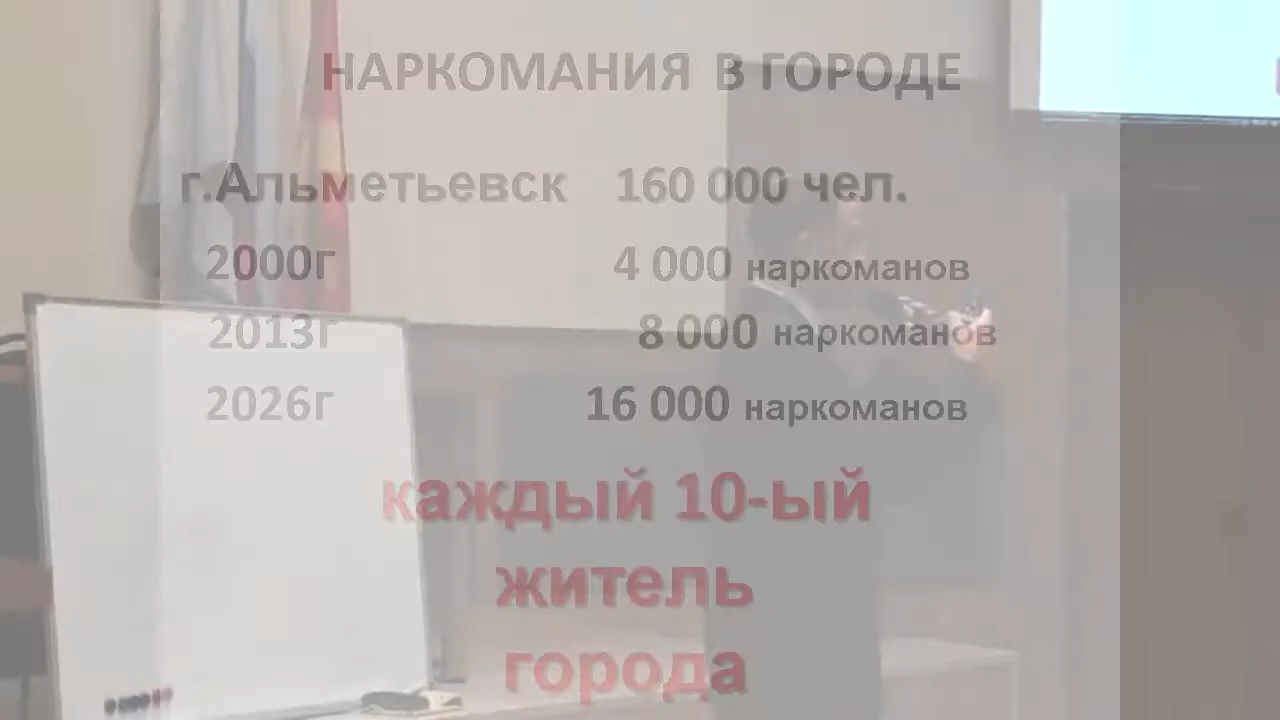 НАРКОМАНИЯ В ГОРОДЕ
г.Альметьевск 160 000 чел.
2000г 4 000 наркоманов
2013г 8 000 наркоманов
2026г 16 000 наркоманов
каждый 10-ый
житель
города